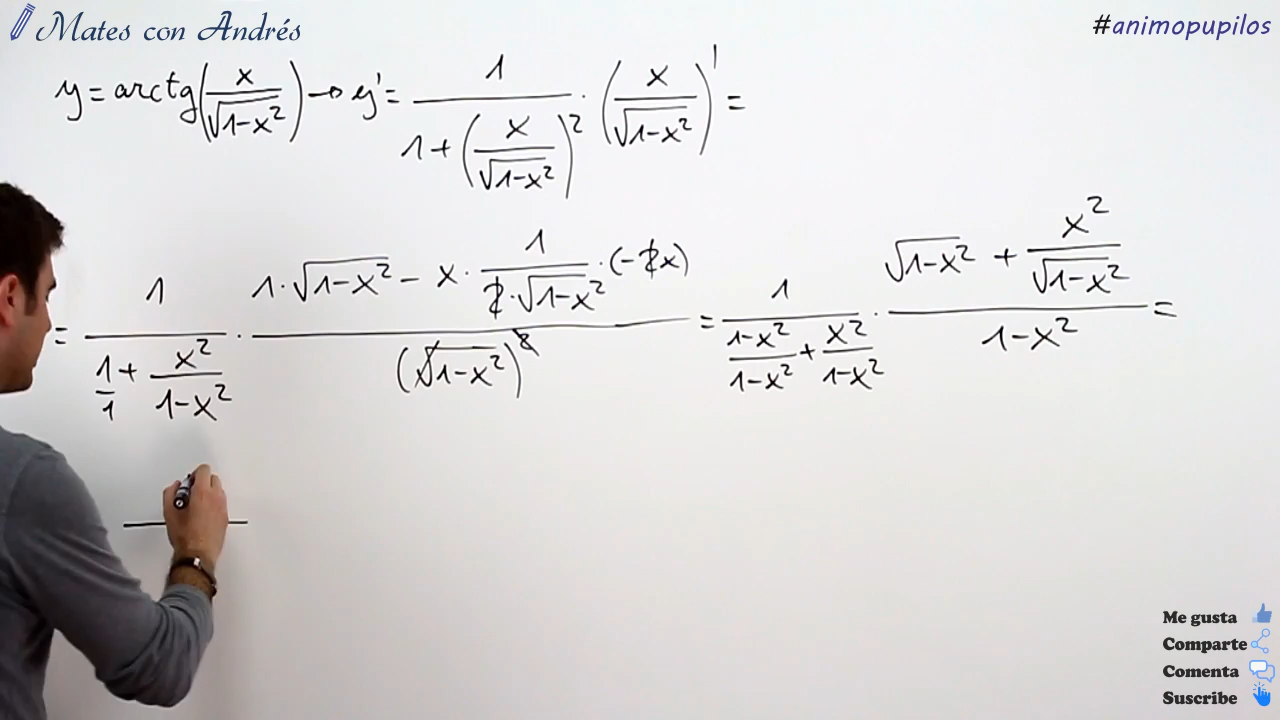 Mates con Andrés
#animopupilos
y = arctg(x/√(1-x²)) → y' = 1/(1+(x/√(1-x²))²) · (x/√(1-x²))' =
= 1/(1/1 + x²/(1-x²)) · (1·√(1-x²) - x · 1/(2·√(1-x²)) · (-2x))/(√(1-x²))² = 1/((1-x²)/(1-x²) + x²/(1-x²)) · (√(1-x²) + x²/√(1-x²))/(1-x²) =
Me gusta
Comparte
Comenta
Suscribe